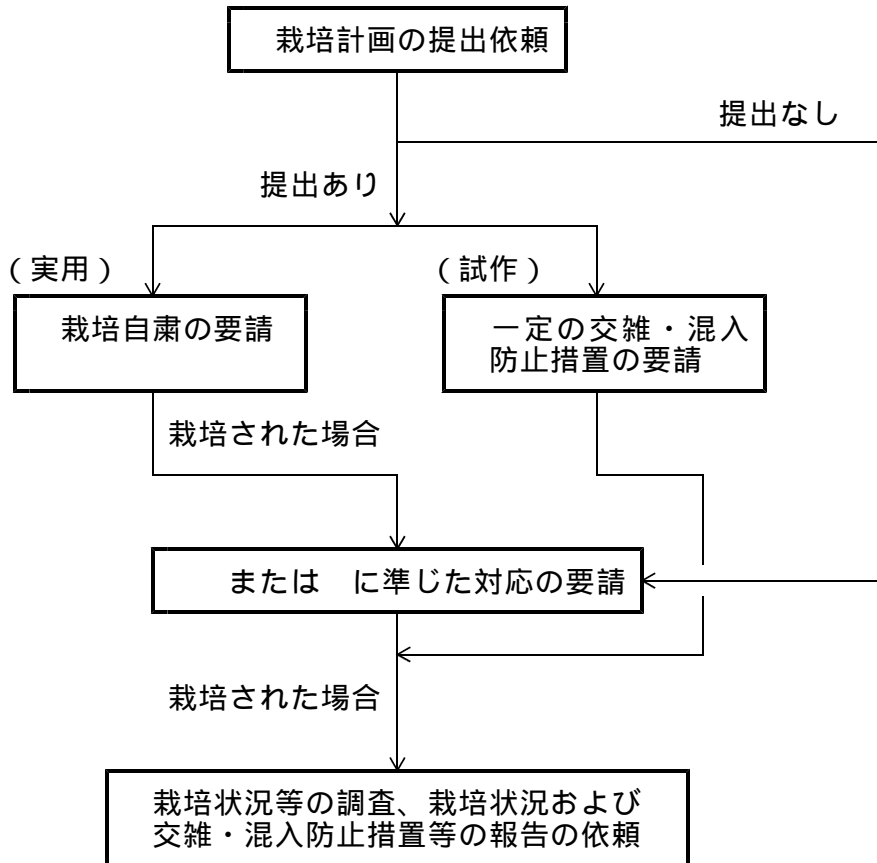 栽培計画の提出依頼
提出なし
提出あり
（実用）
（試作）
栽培自粛の要請
一定の交雑・混入
防止措置の要請
栽培された場合
または　に準じた対応の要請
栽培された場合
栽培状況等の調査、栽培状況および
交雑・混入防止措置等の報告の依頼